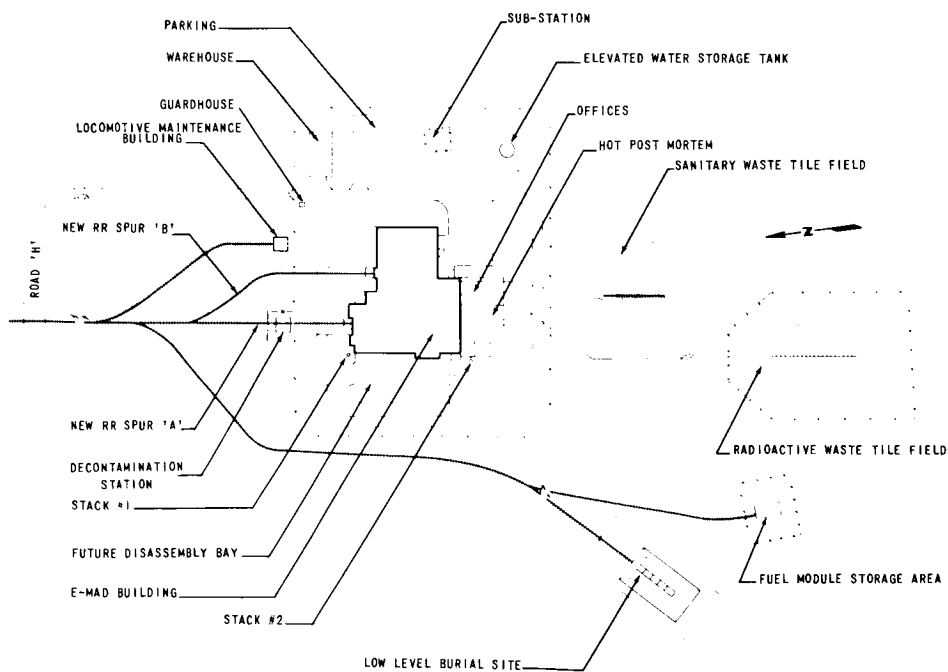 PARKING
SUB-STATION
WAREHOUSE
ELEVATED WATER STORAGE TANK
GUARDHOUSE
OFFICES
LOCOMOTIVE MAINTENANCE
BUILDING
HOT POST MORTEM
SANITARY WASTE TILE FIELD
NEW RR SPUR 'B'
N
ROAD 'H'
NEW RR SPUR 'A'
RADIOACTIVE WASTE TILE FIELD
DECONTAMINATION
STATION
STACK #1
FUTURE DISASSEMBLY BAY
FUEL MODULE STORAGE AREA
E-MAD BUILDING
STACK #2
LOW LEVEL BURIAL SITE